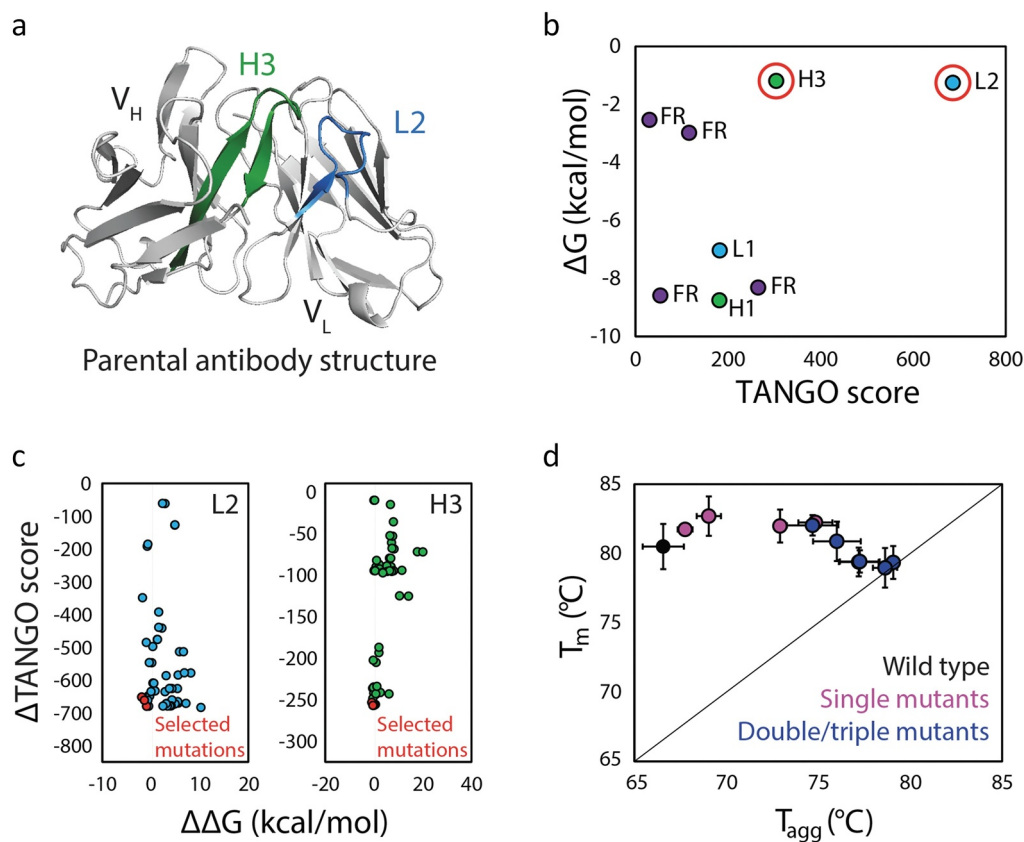 a
H3
V_H
L2
V_L
Parental antibody structure
b
0
-2
-4
-6
-8
-10
ΔG (kcal/mol)
H3
L2
FR
FR
L1
FR
FR
H1
0
200
400
600
800
TANGO score
c
0
-100
-200
-300
-400
-500
-600
-700
-800
ΔTANGO score
L2
Selected
mutations
-10
0
10
20
0
-50
-100
-150
-200
-250
-300
H3
Selected
mutations
-20
0
20
40
ΔΔG (kcal/mol)
d
85
80
75
70
65
T_m (°C)
Wild type
Single mutants
Double/triple mutants
65
70
75
80
85
T_agg (°C)